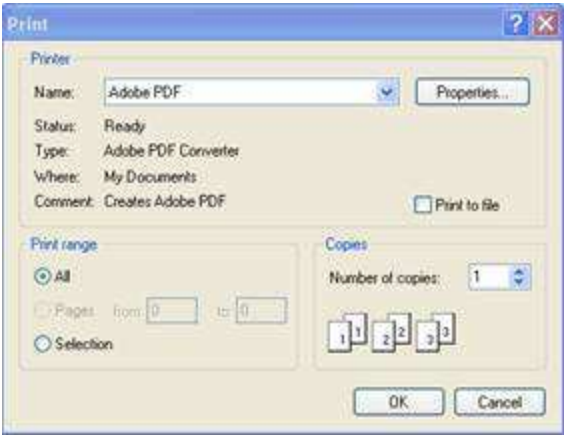 Print
Printer
Name: Adobe PDF Properties...
Status: Ready
Type: Adobe PDF Converter
Where: My Documents
Comment: Creates Adobe PDF
Print to file
Print range
All
Pages from: 0 to: 0
Selection
Copies
Number of copies: 1
1 1 2 2 3 3
OK Cancel